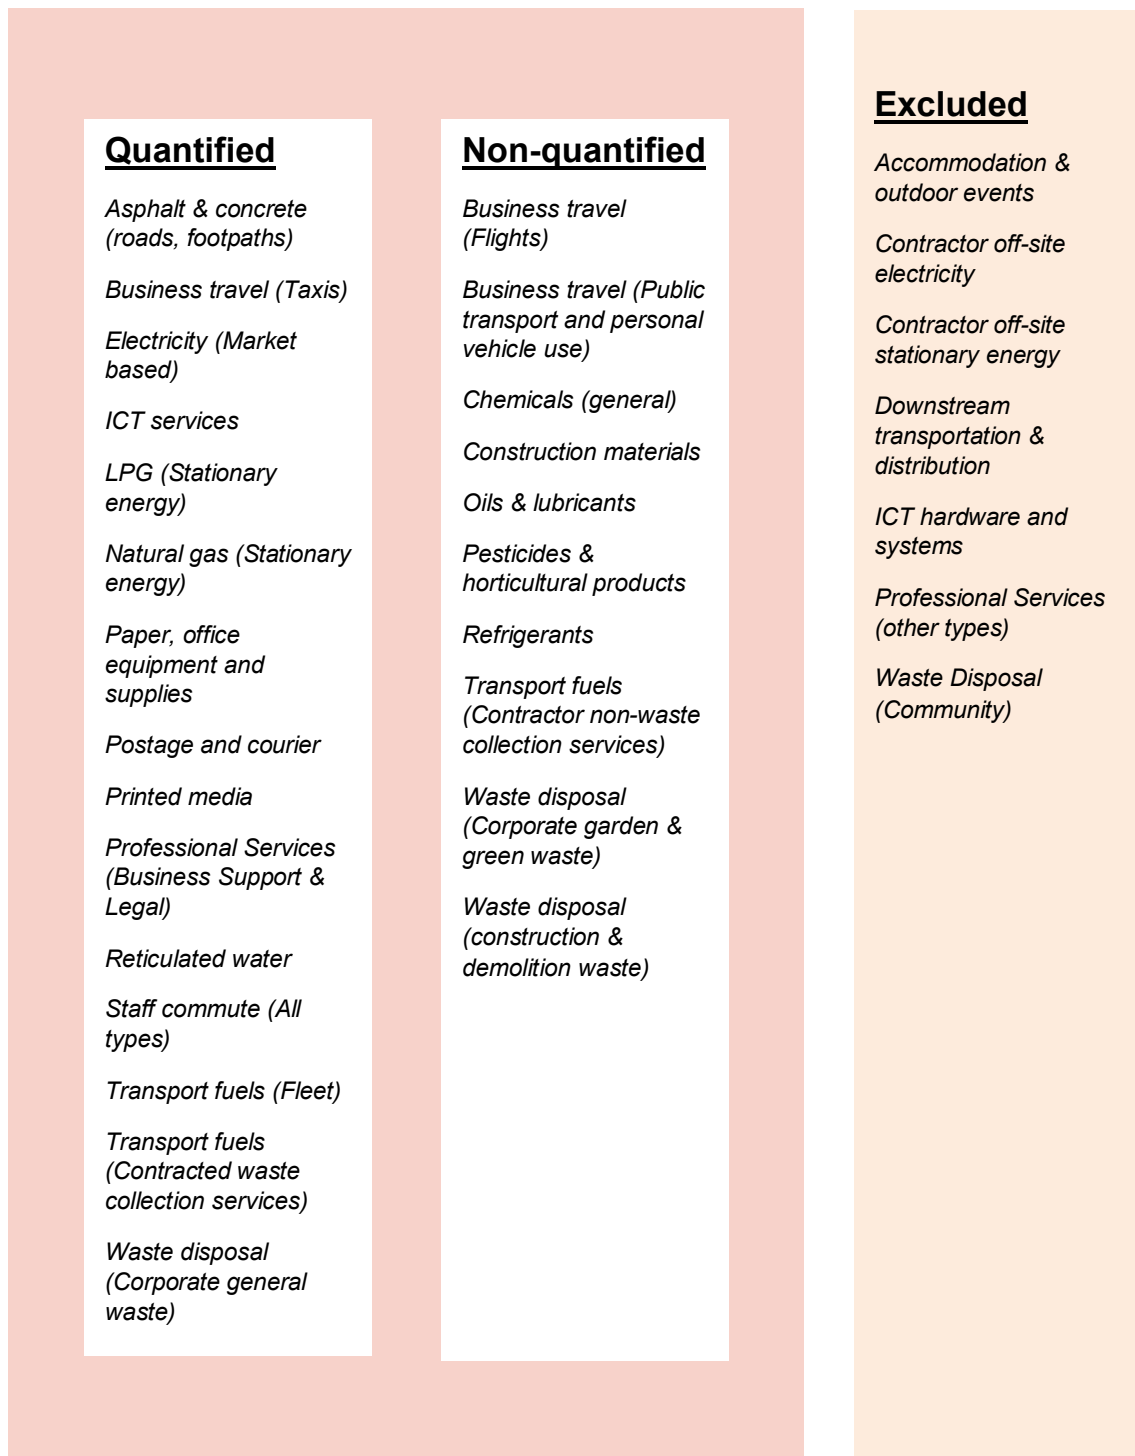 Quantified
Asphalt & concrete
(roads, footpaths)
Business travel (Taxis)
Electricity (Market
based)
ICT services
LPG (Stationary
energy)
Natural gas (Stationary
energy)
Paper, office
equipment and
supplies
Postage and courier
Printed media
Professional Services
(Business Support &
Legal)
Reticulated water
Staff commute (All
types)
Transport fuels (Fleet)
Transport fuels
(Contracted waste
collection services)
Waste disposal
(Corporate general
waste)
Non-quantified
Business travel
(Flights)
Business travel (Public
transport and personal
vehicle use)
Chemicals (general)
Construction materials
Oils & lubricants
Pesticides &
horticultural products
Refrigerants
Transport fuels
(Contractor non-waste
collection services)
Waste disposal
(Corporate garden &
green waste)
Waste disposal
(construction &
demolition waste)
Excluded
Accommodation &
outdoor events
Contractor off-site
electricity
Contractor off-site
stationary energy
Downstream
transportation &
distribution
ICT hardware and
systems
Professional Services
(other types)
Waste Disposal
(Community)